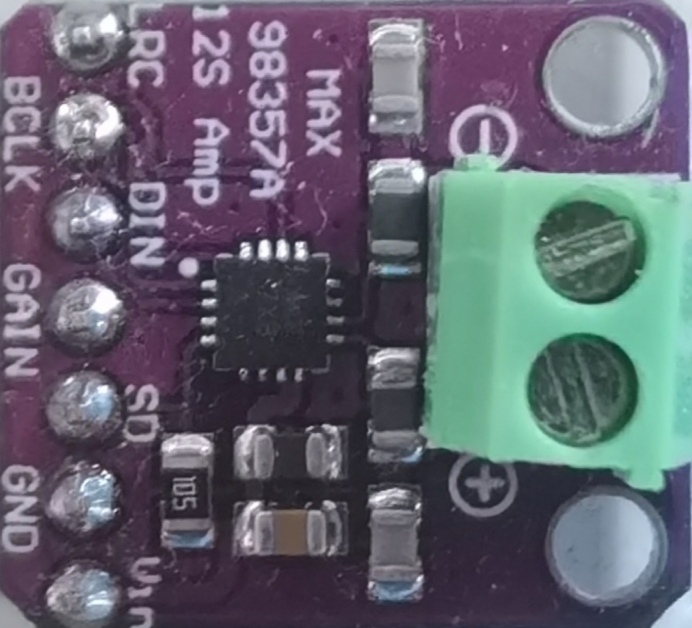 LRC
BCLK
DIN
GAIN
SD
GND
Vin
MAX
98357A
I2S Amp
105
-
+